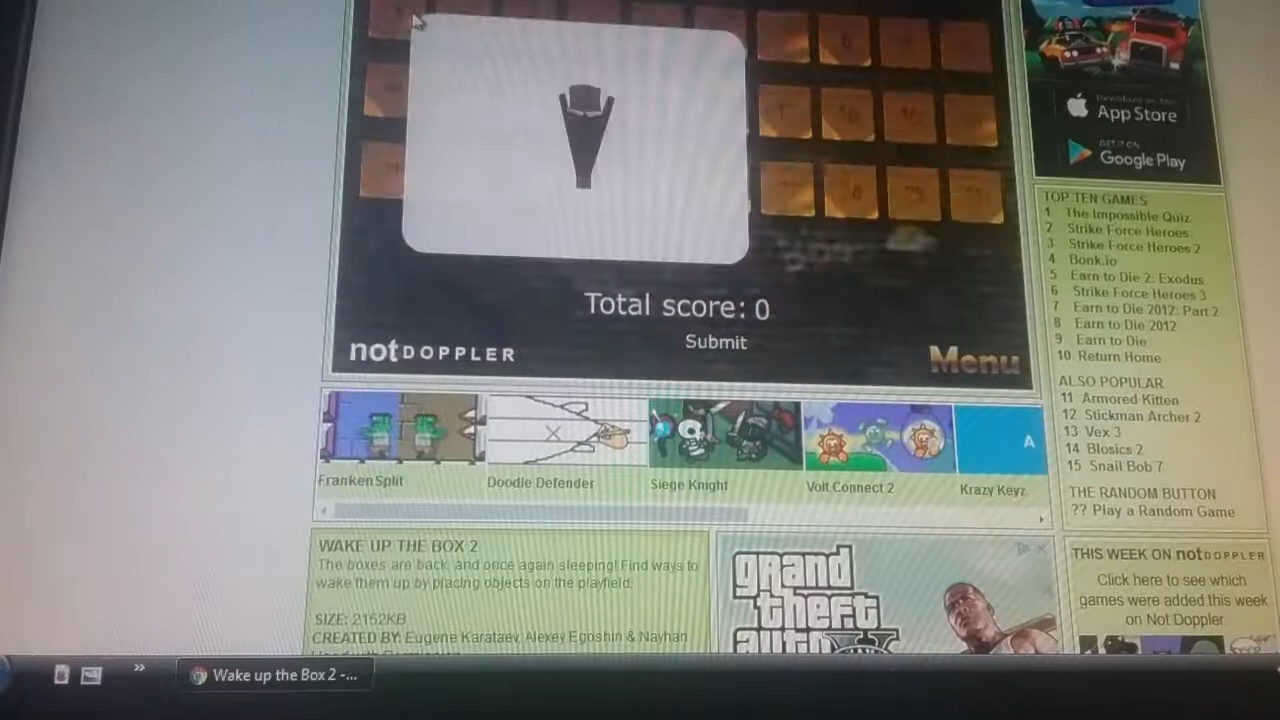 Download on the
App Store
GET IT ON
Google Play
TOP TEN GAMES
1 The Impossible Quiz
2 Strike Force Heroes
3 Strike Force Heroes 2
4 Bonk.io
5 Earn to Die 2: Exodus
6 Strike Force Heroes 3
7 Earn to Die 2012: Part 2
8 Earn to Die 2012
9 Earn to Die
10 Return Home
ALSO POPULAR
11 Armored Kitten
12 Stickman Archer 2
13 Vex 3
14 Blosics 2
15 Snail Bob 7
THE RANDOM BUTTON
?? Play a Random Game
Total score: 0
Submit
notDOPPLER
Menu
A
FrankenSplit
Doodle Defender
Siege Knight
Volt Connect 2
Krazy Keyz
WAKE UP THE BOX 2
The boxes are back, and once again sleeping! Find ways to
wake them up by placing objects on the playfield.
SIZE: 2152KB
CREATED BY: Eugene Karataev, Alexey Egoshin & Nayhan
grand
theft
auto V
THIS WEEK ON notDOPPLER
Click here to see which
games were added this week
on Not Doppler
Wake up the Box 2 -...